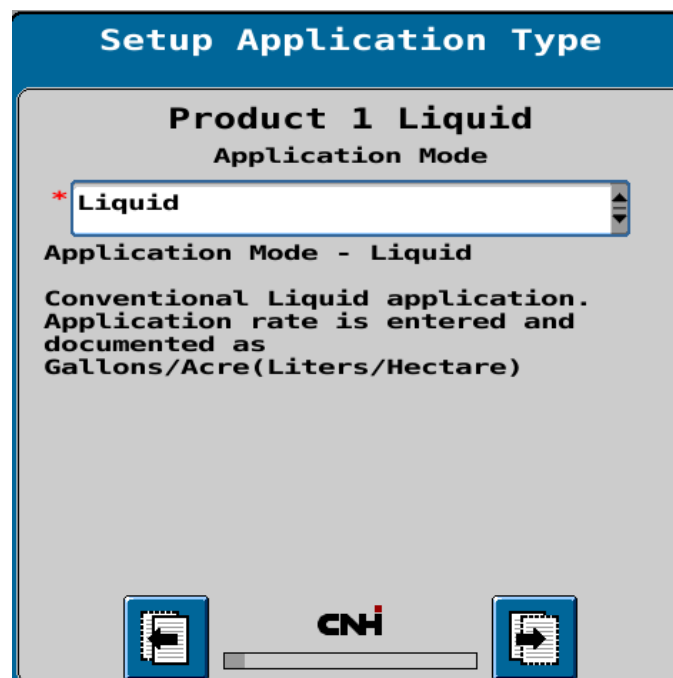 Setup Application Type
Product 1 Liquid
Application Mode
* Liquid
Application Mode - Liquid
Conventional Liquid application.
Application rate is entered and
documented as
Gallons/Acre(Liters/Hectare)
CNHi